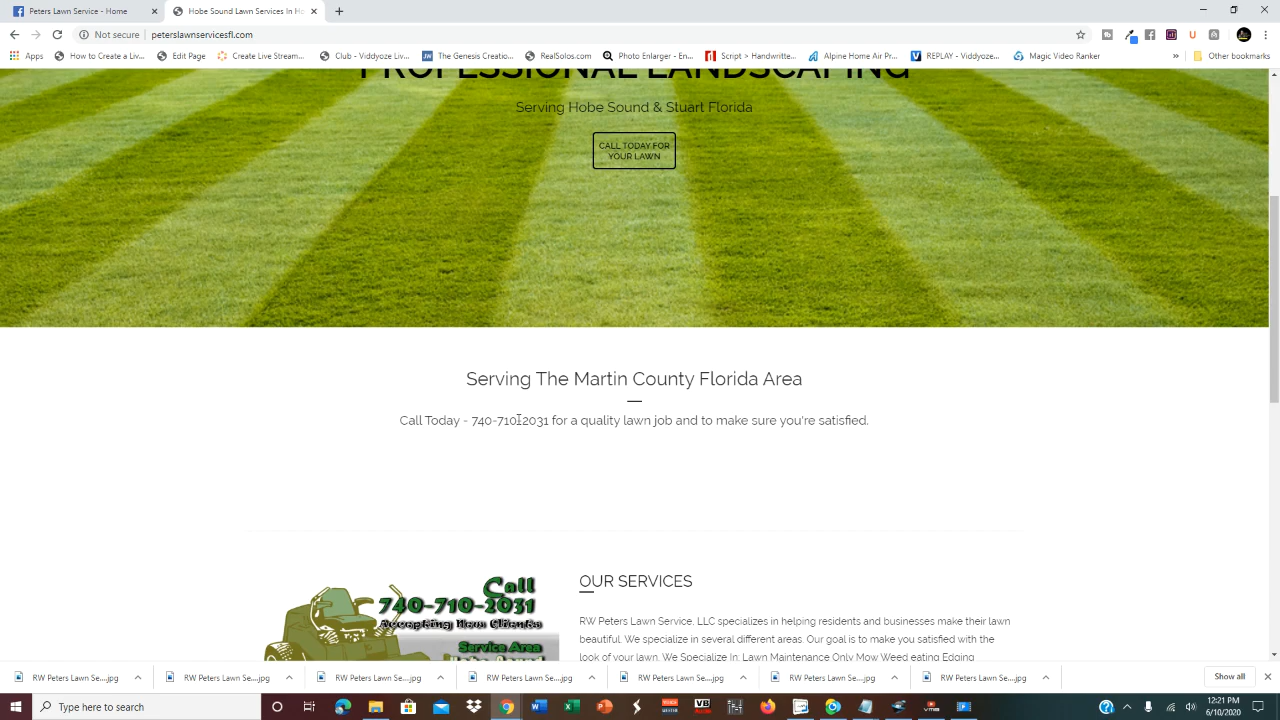 Peters Lawn Service - Home
Hobe Sound Lawn Services In Ho
Not secure
peterslawnservicesfl.com
Apps
How to Create a Liv...
Edit Page
Create Live Stream...
Club - Viddyoze
The Genesis Creatio...
RealSolos.com
Photo Enlarger - En...
Script > Handwritte...
Alpine Home Air Pr...
REPLAY - Viddyoze
Magic Video Ranker
»
Other bookmarks
PROFESSIONAL LANDSCAPING
Serving Hobe Sound & Stuart Florida
CALL TODAY FOR
YOUR LAWN
Serving The Martin County Florida Area
Call Today - 740-710-2031 for a quality lawn job and to make sure you're satisfied.
Call
740-710-2031
Accepting New Clients
Service Area
OUR SERVICES
RW Peters Lawn Service, LLC specializes in helping residents and businesses make their lawn
beautiful. We specialize in several different areas. Our goal is to make you satisfied with the
look of your lawn. We Specialize In: Lawn Maintenance Only Mow Weed eating Edging
RW Peters Lawn Se....jpg
RW Peters Lawn Se....jpg
RW Peters Lawn Se....jpg
RW Peters Lawn Se....jpg
RW Peters Lawn Se....jpg
RW Peters Lawn Se....jpg
RW Peters Lawn Se....jpg
Show all
Type here to search
12:21 PM
6/10/2020